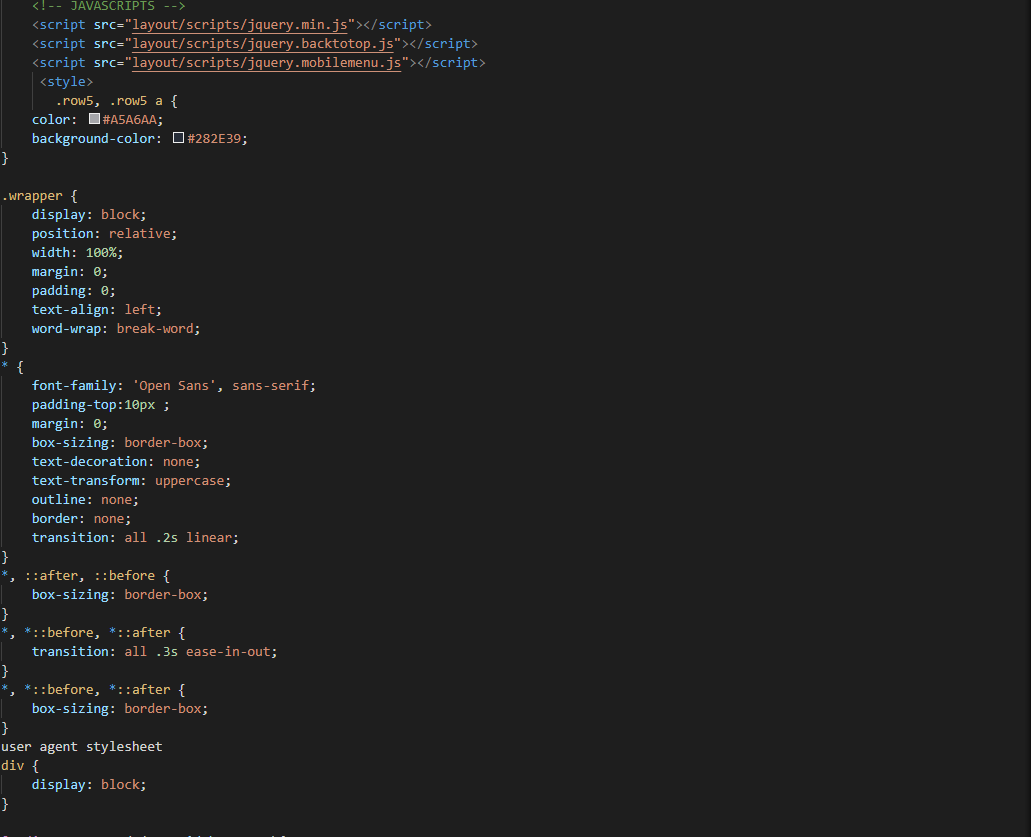 <!-- JAVASCRIPTS -->
<script src="layout/scripts/jquery.min.js"></script>
<script src="layout/scripts/jquery.backtotop.js"></script>
<script src="layout/scripts/jquery.mobilemenu.js"></script>
<style>
.row5, .row5 a {
color: #A5A6AA;
background-color: #282E39;
}
.wrapper {
display: block;
position: relative;
width: 100%;
margin: 0;
padding: 0;
text-align: left;
word-wrap: break-word;
}
* {
font-family: 'Open Sans', sans-serif;
padding-top:10px ;
margin: 0;
box-sizing: border-box;
text-decoration: none;
text-transform: uppercase;
outline: none;
border: none;
transition: all .2s linear;
}
*, ::after, ::before {
box-sizing: border-box;
}
*, *::before, *::after {
transition: all .3s ease-in-out;
}
*, *::before, *::after {
box-sizing: border-box;
}
user agent stylesheet
div {
display: block;
}